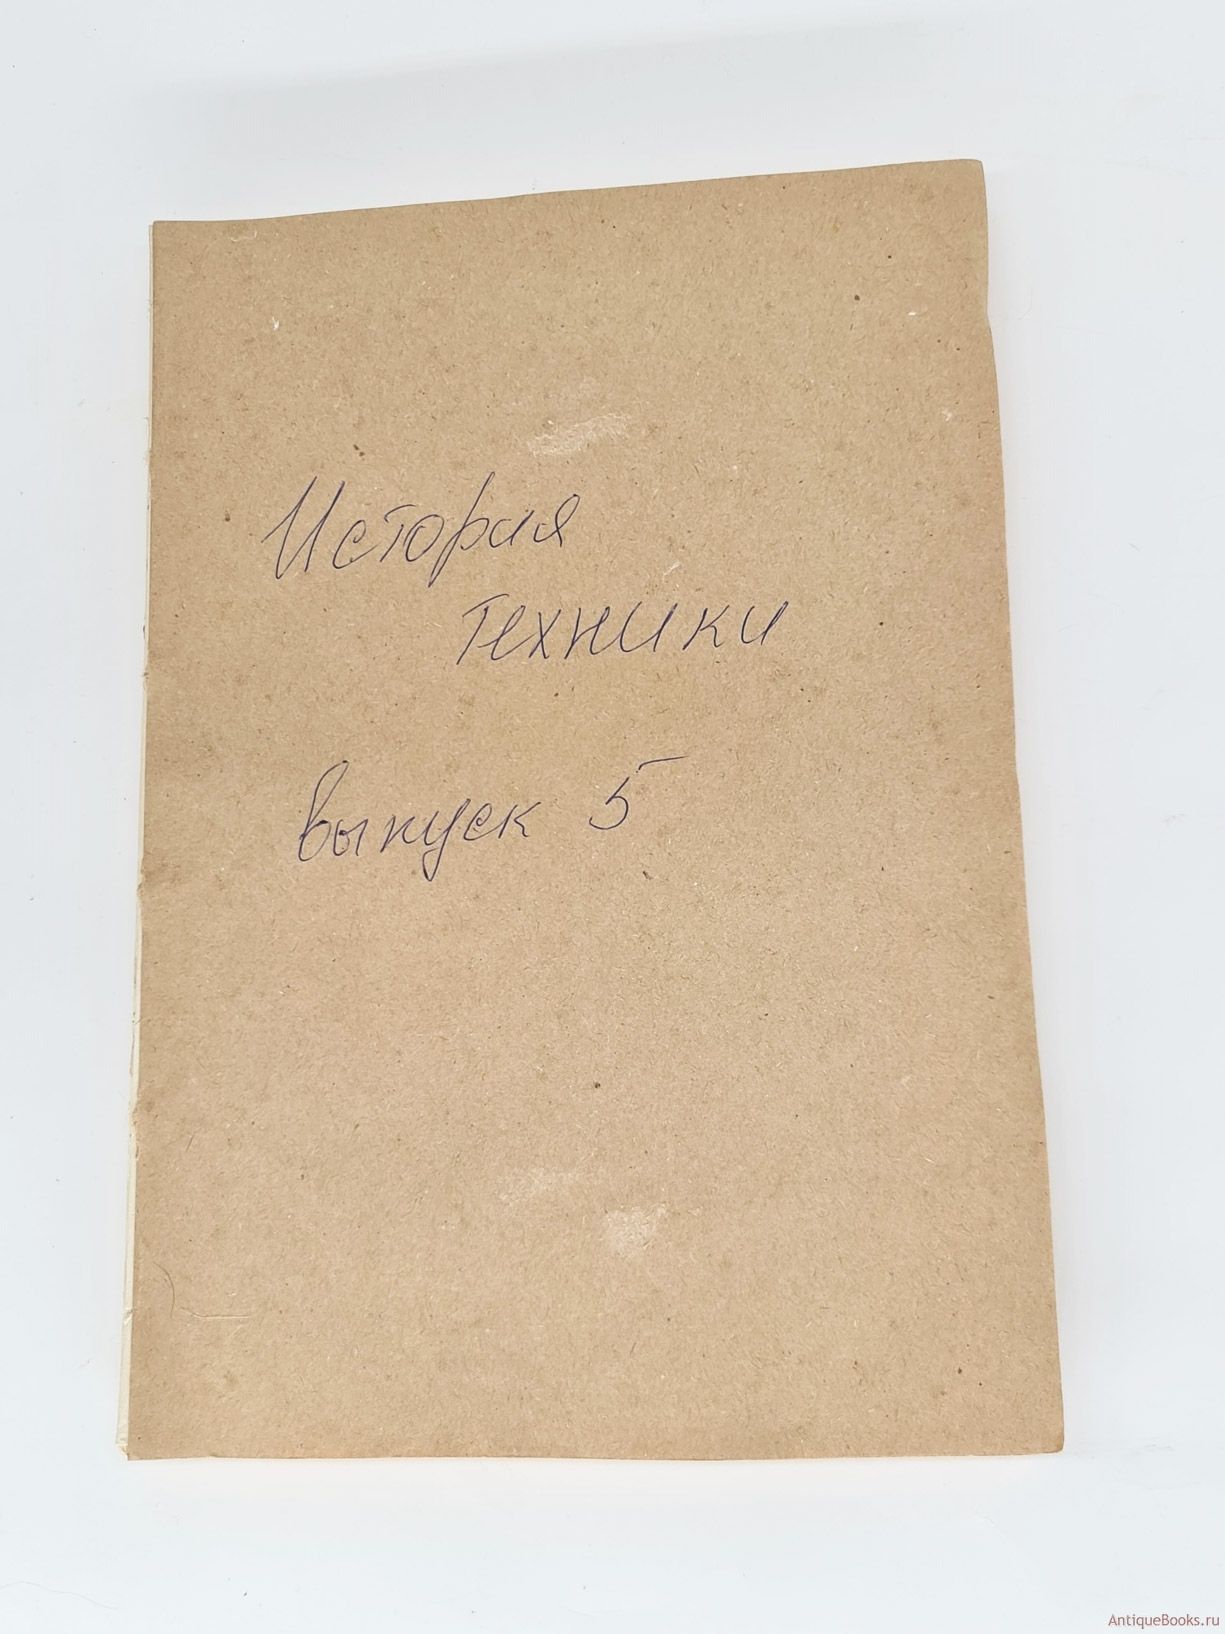 История
техники
выпуск 5
AntiqueBooks.ru